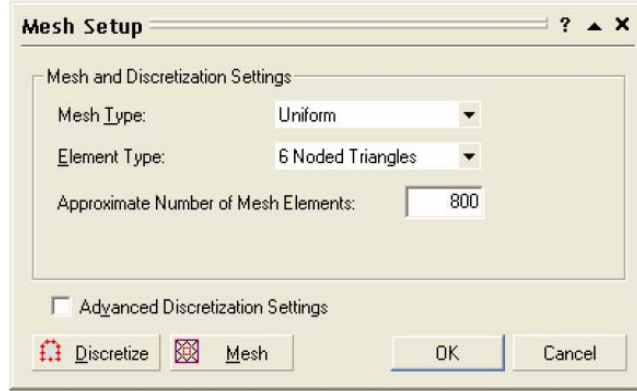 Mesh Setup ?
Mesh and Discretization Settings
Mesh Type: Uniform
Element Type: 6 Noded Triangles
Approximate Number of Mesh Elements: 800
Advanced Discretization Settings
Discretize Mesh OK Cancel